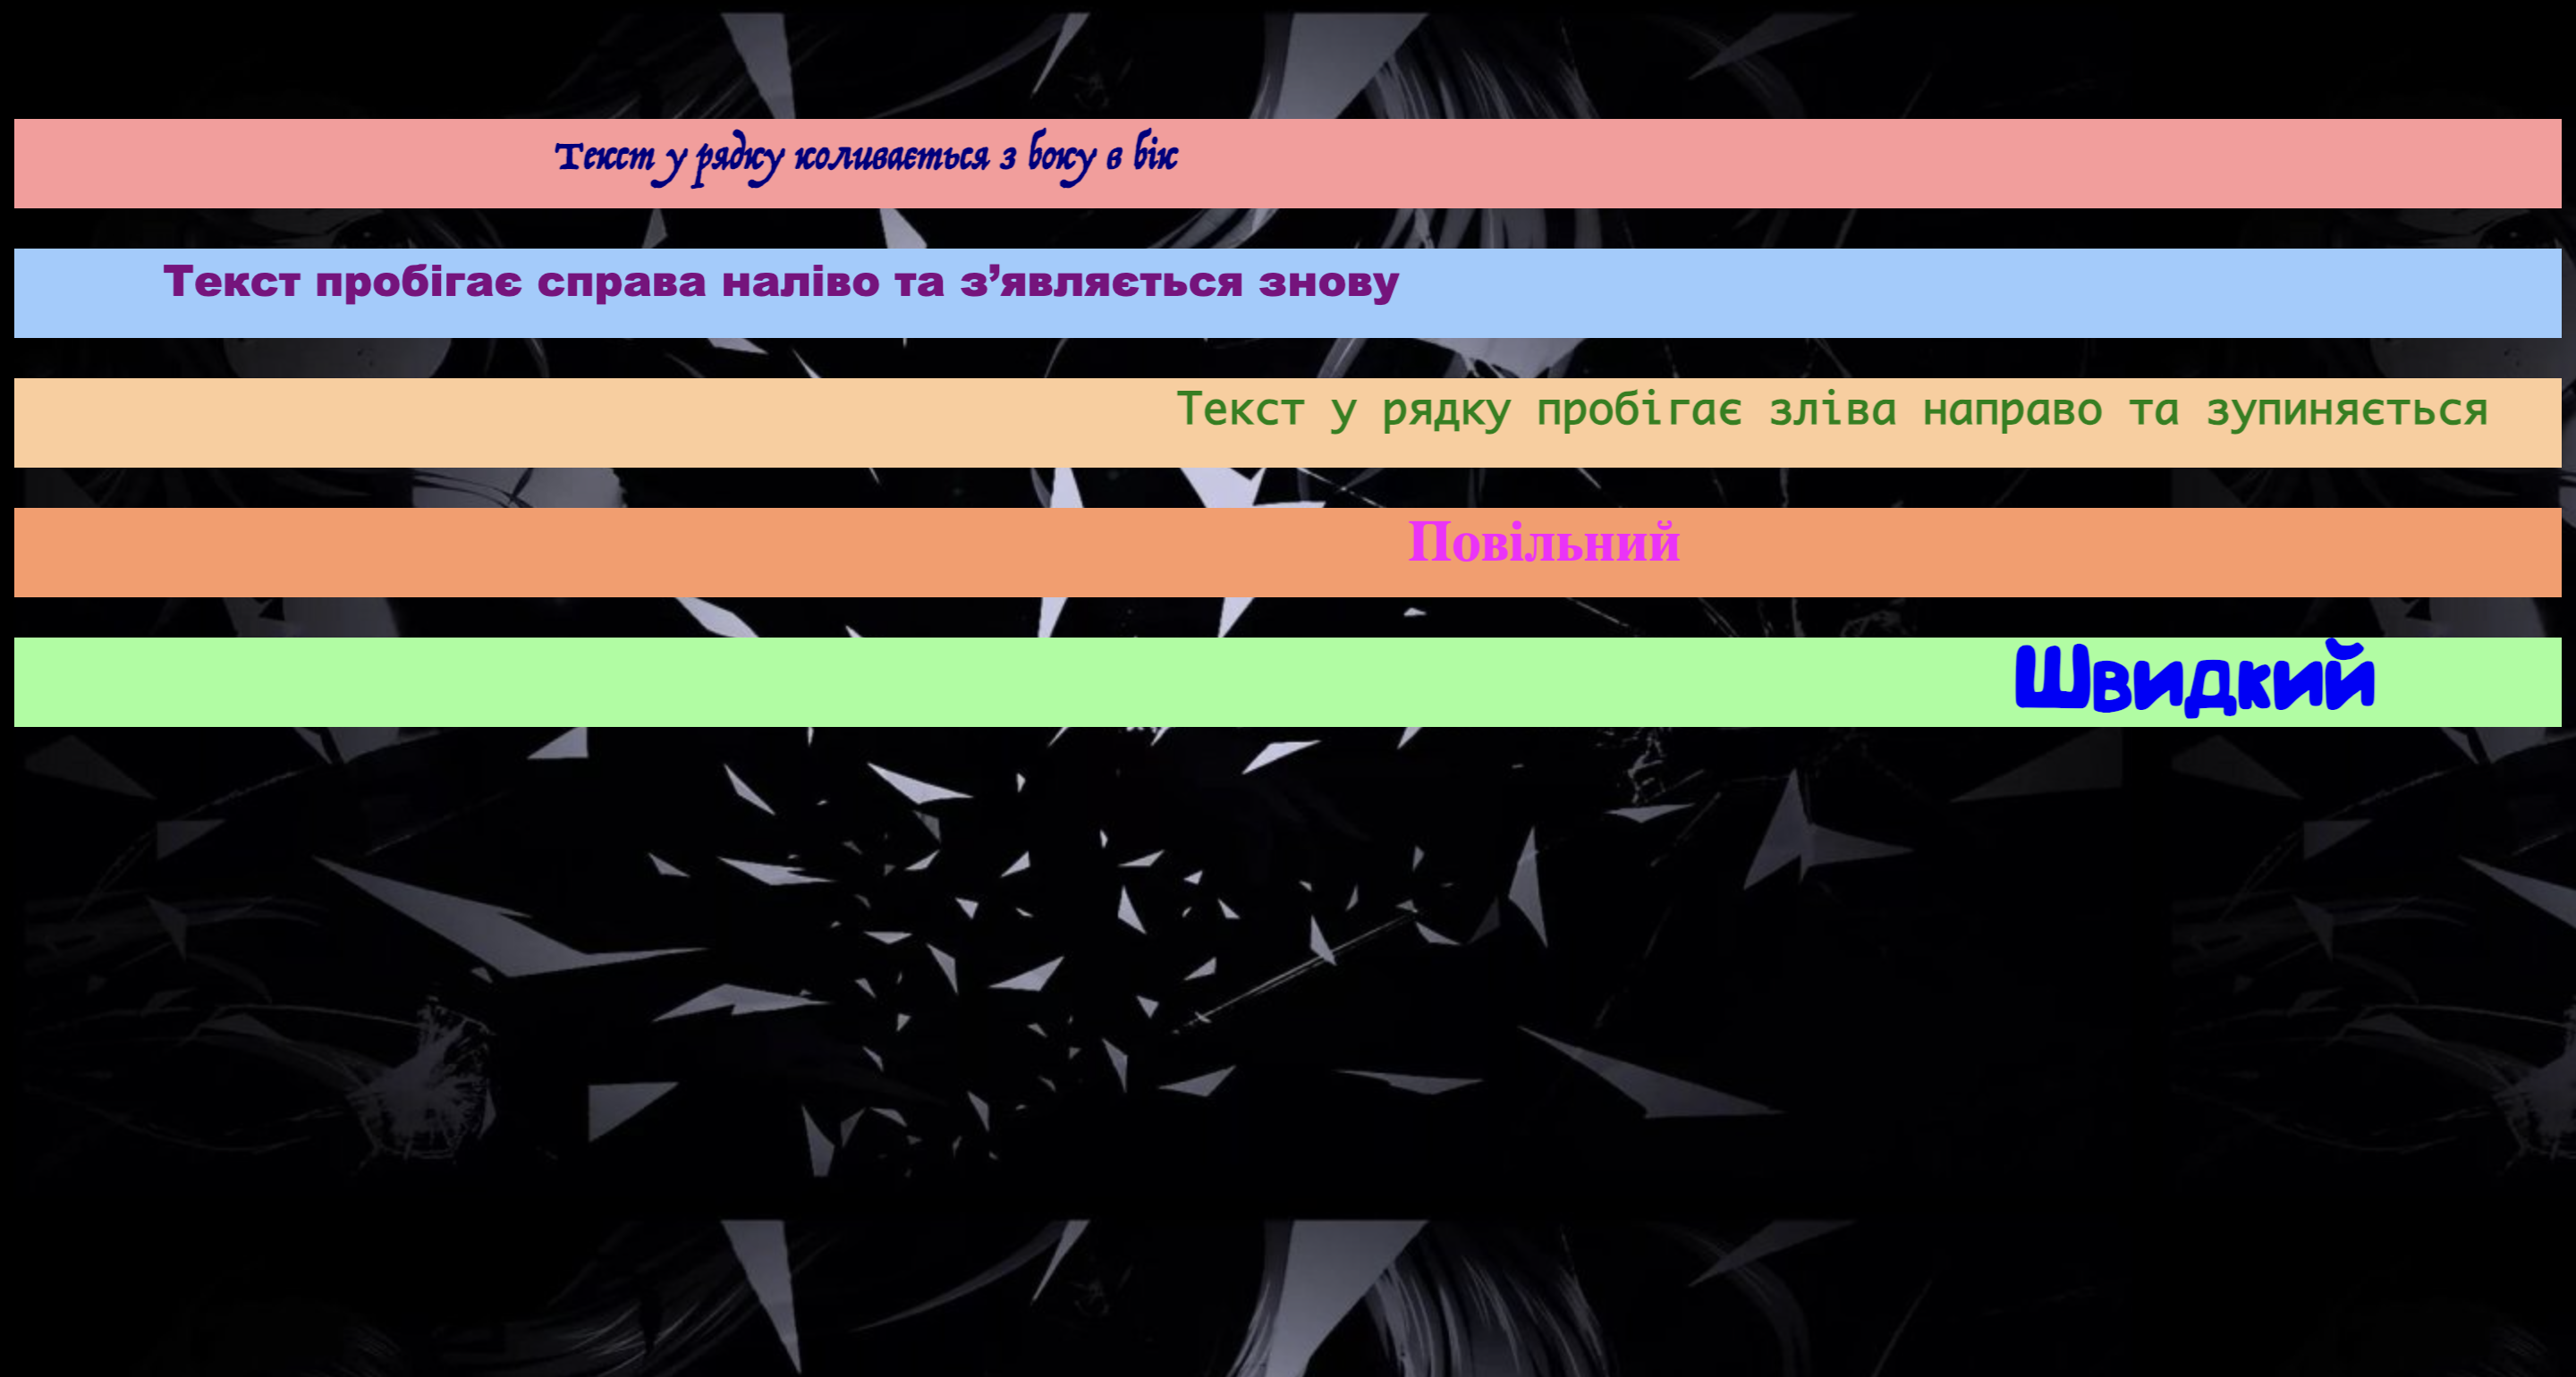 Текст у рядку коливається з боку в бік
Текст пробігає справа наліво та з’являється знову
Текст у рядку пробігає зліва направо та зупиняється
Повільний
Швидкий